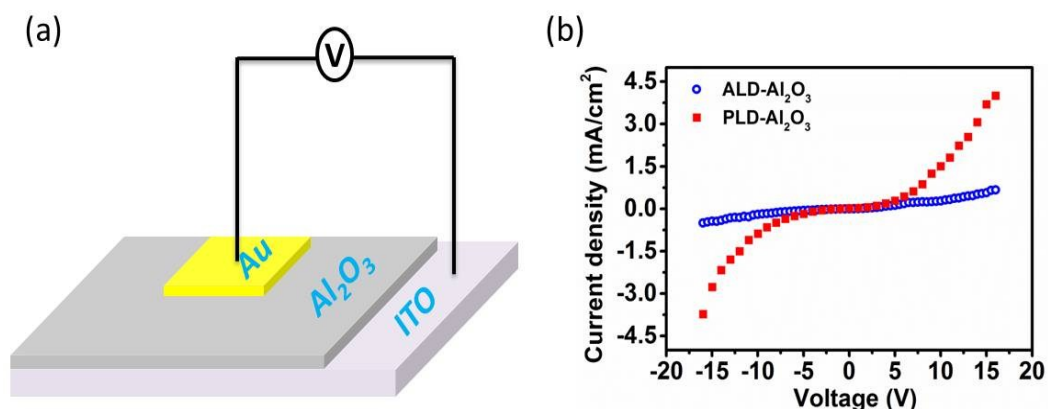 (a)
V
Au
Al₂O₃
ITO
(b)
Current density (mA/cm²)
4.5
3.0
1.5
0.0
-1.5
-3.0
-4.5
ALD-Al₂O₃
PLD-Al₂O₃
-20 -15 -10 -5 0 5 10 15 20
Voltage (V)